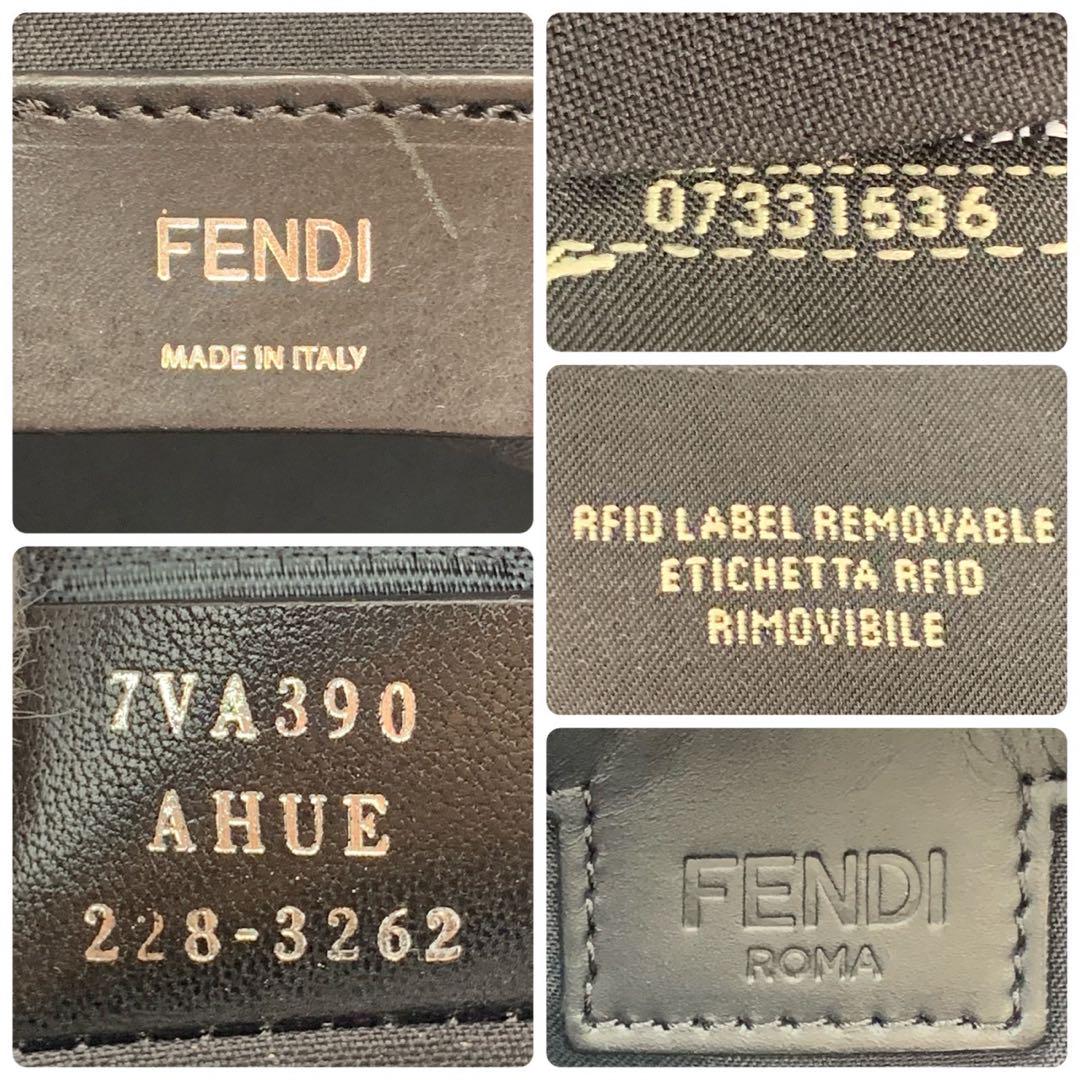 FENDI
MADE IN ITALY
07331536
RFID LABEL REMOVABLE
ETICHETTA RFID
RIMOVIBILE
7VA390
AHUE
228-3262
FENDI
ROMA